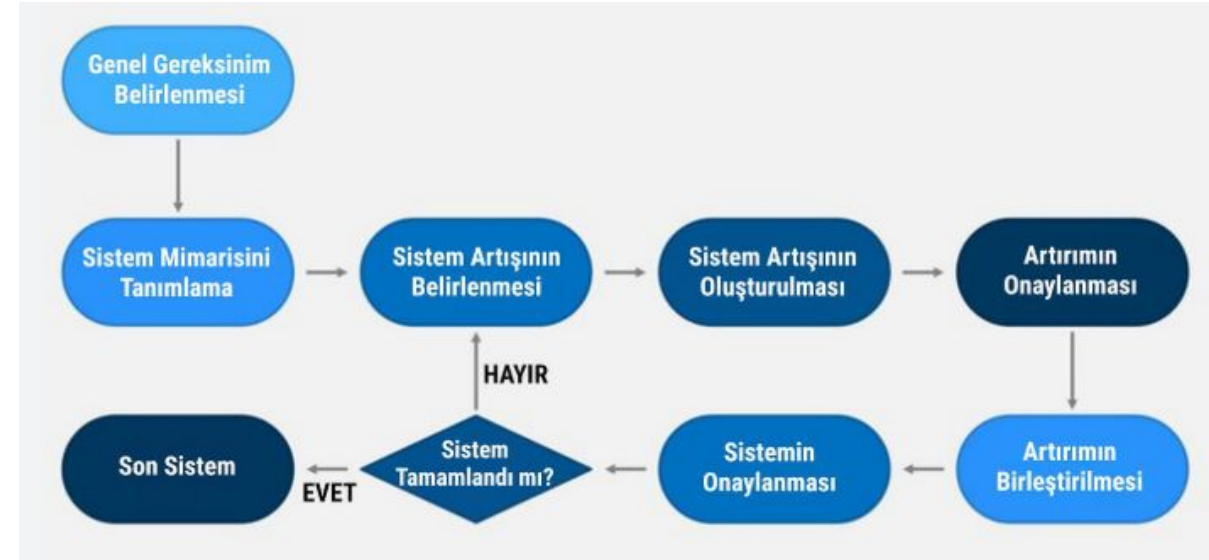 Genel Gereksinim
Belirlenmesi
Sistem Mimarisini
Tanımlama
Sistem Artışının
Belirlenmesi
Sistem Artışının
Oluşturulması
Artırımın
Onaylanması
HAYIR
Son Sistem
EVET
Sistem
Tamamlandı mı?
Sistemin
Onaylanması
Artırımın
Birleştirilmesi